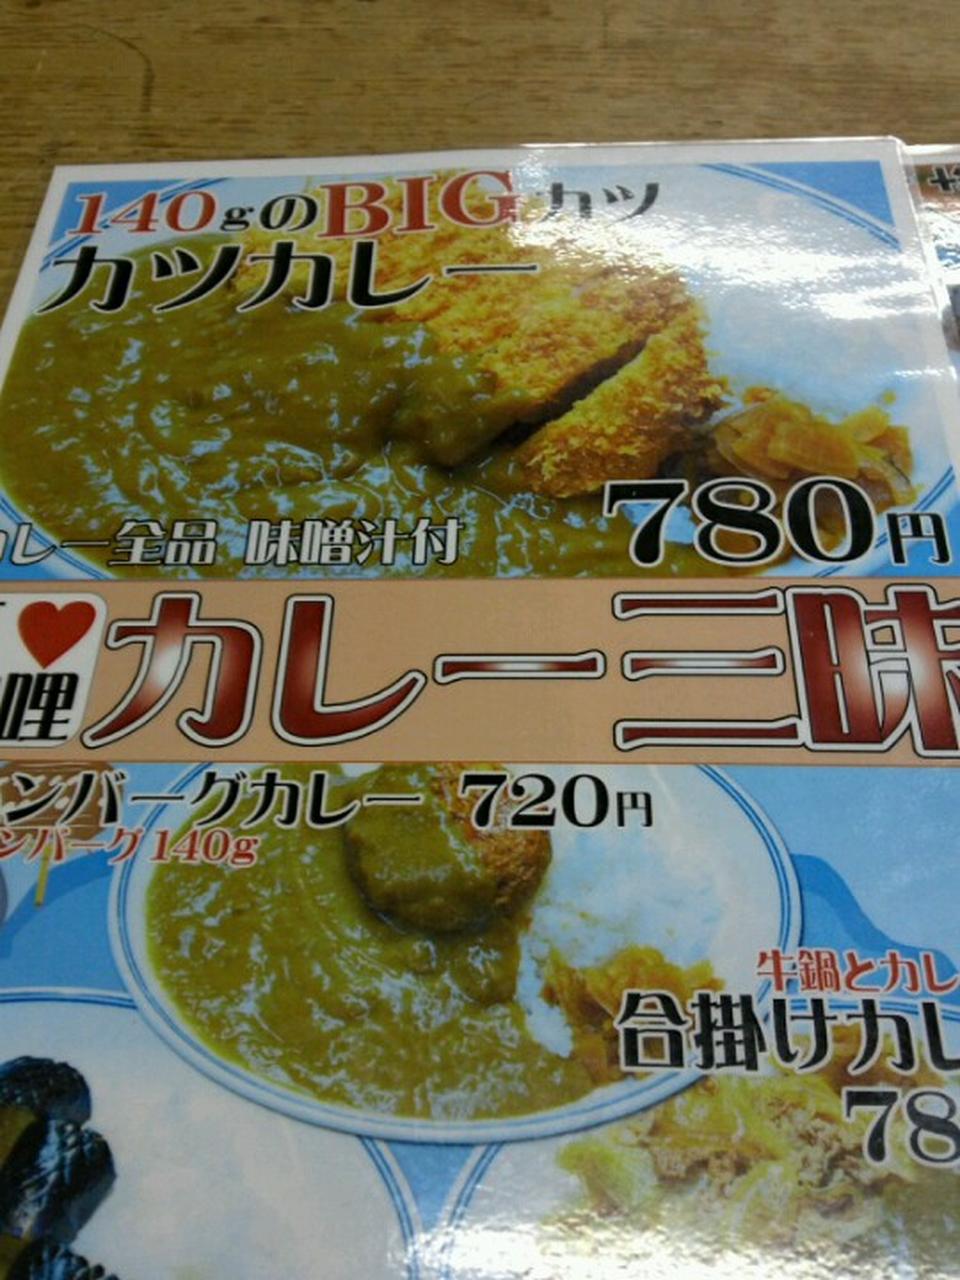 140gのBIGカツ
カツカレー
カレー全品 味噌汁付
780円
カレー三味
ンバーグカレー 720円
ンバーグ140g
牛鍋とカレ
合掛けカレ
78